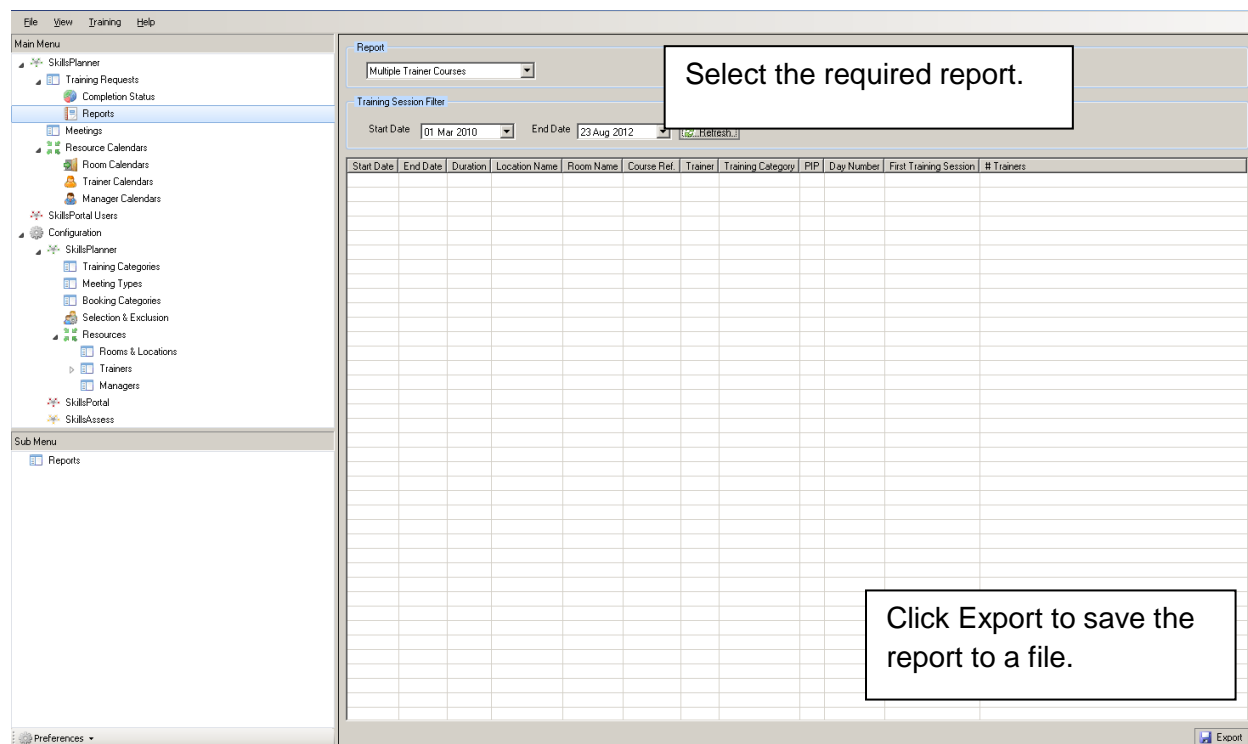 File View Training Help
Main Menu
SkillsPlanner
Training Requests
Completion Status
Reports
Meetings
Resource Calendars
Room Calendars
Trainer Calendars
Manager Calendars
SkillsPortal Users
Configuration
SkillsPlanner
Training Categories
Meeting Types
Booking Categories
Selection & Exclusion
Resources
Rooms & Locations
Trainers
Managers
SkillsPortal
SkillsAssess
Sub Menu
Reports
Preferences
Report
Multiple Trainer Courses
Select the required report.
Training Session Filter
Start Date 01 Mar 2010 End Date 23 Aug 2012 Refresh
Start Date End Date Duration Location Name Room Name Course Ref. Trainer Training Category PIP Day Number First Training Session # Trainers
Click Export to save the
report to a file.
Export